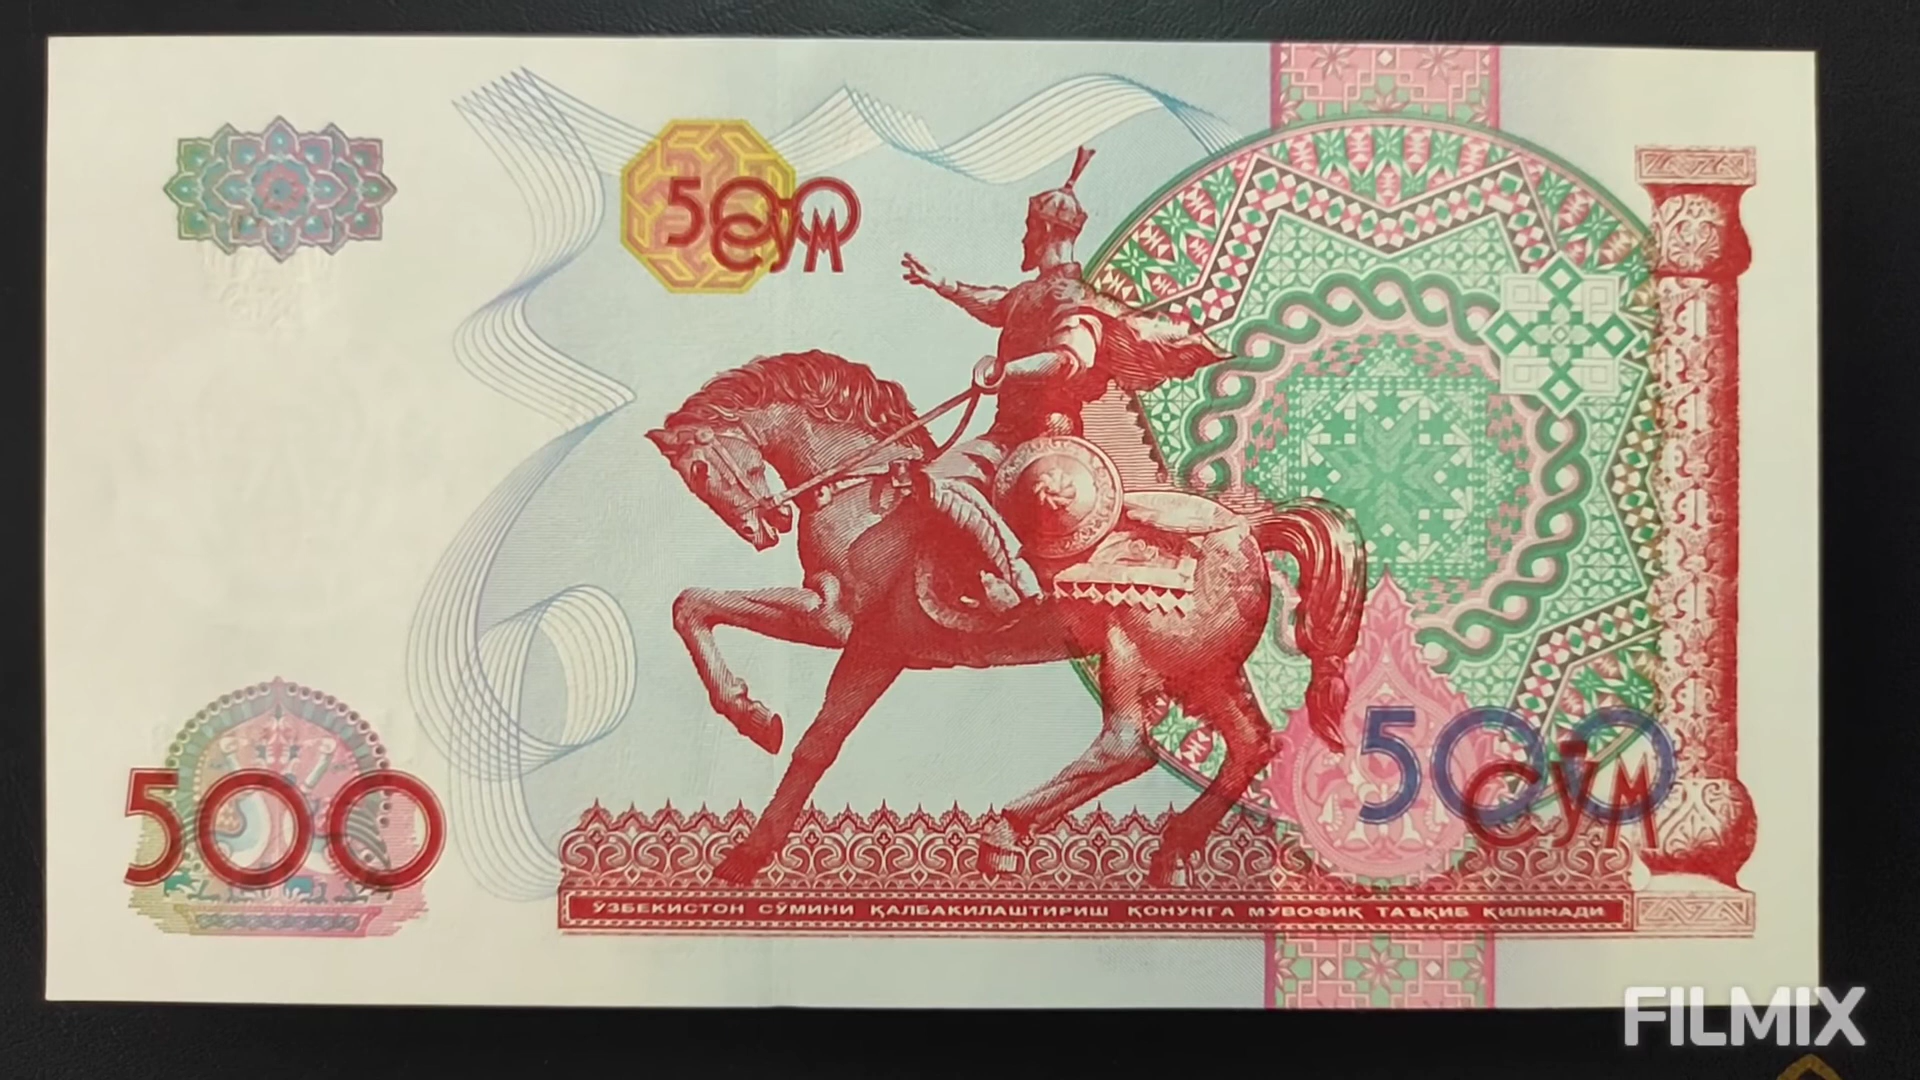 500
СЎМ
500
СЎМ
500
ЎЗБЕКИСТОН СЎМИНИ ҚАЛБАКИЛАШТИРИШ ҚОНУНГА МУВОФИҚ ТАЪҚИБ ҚИЛИНАДИ
FILMIX